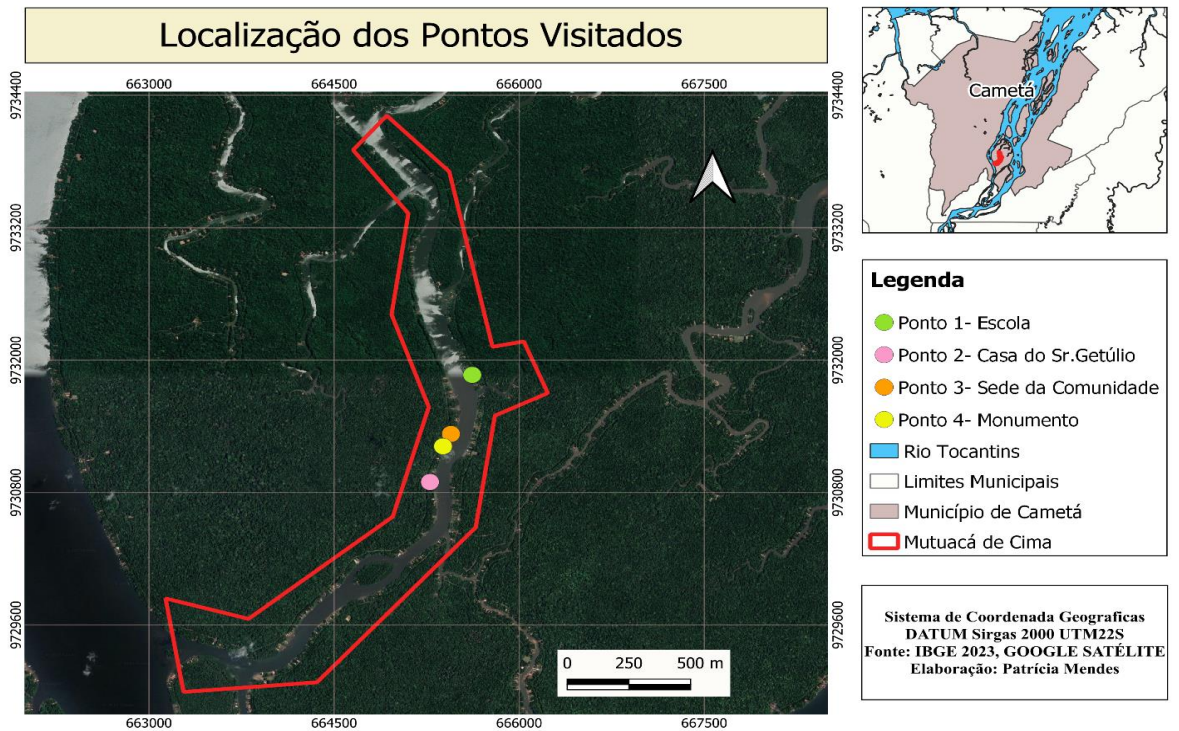 Localização dos Pontos Visitados
663000 664500 666000 667500
9734400 9734400
9733200 9733200
9732000 9732000
9730800 9730800
9729600 9729600
0 250 500 m
663000 664500 666000 667500
Cametá
Legenda
Ponto 1- Escola
Ponto 2- Casa do Sr.Getúlio
Ponto 3- Sede da Comunidade
Ponto 4- Monumento
Rio Tocantins
Limites Municipais
Município de Cametá
Mutuacá de Cima
Sistema de Coordenada Geograficas
DATUM Sirgas 2000 UTM22S
Fonte: IBGE 2023, GOOGLE SATÉLITE
Elaboração: Patrícia Mendes